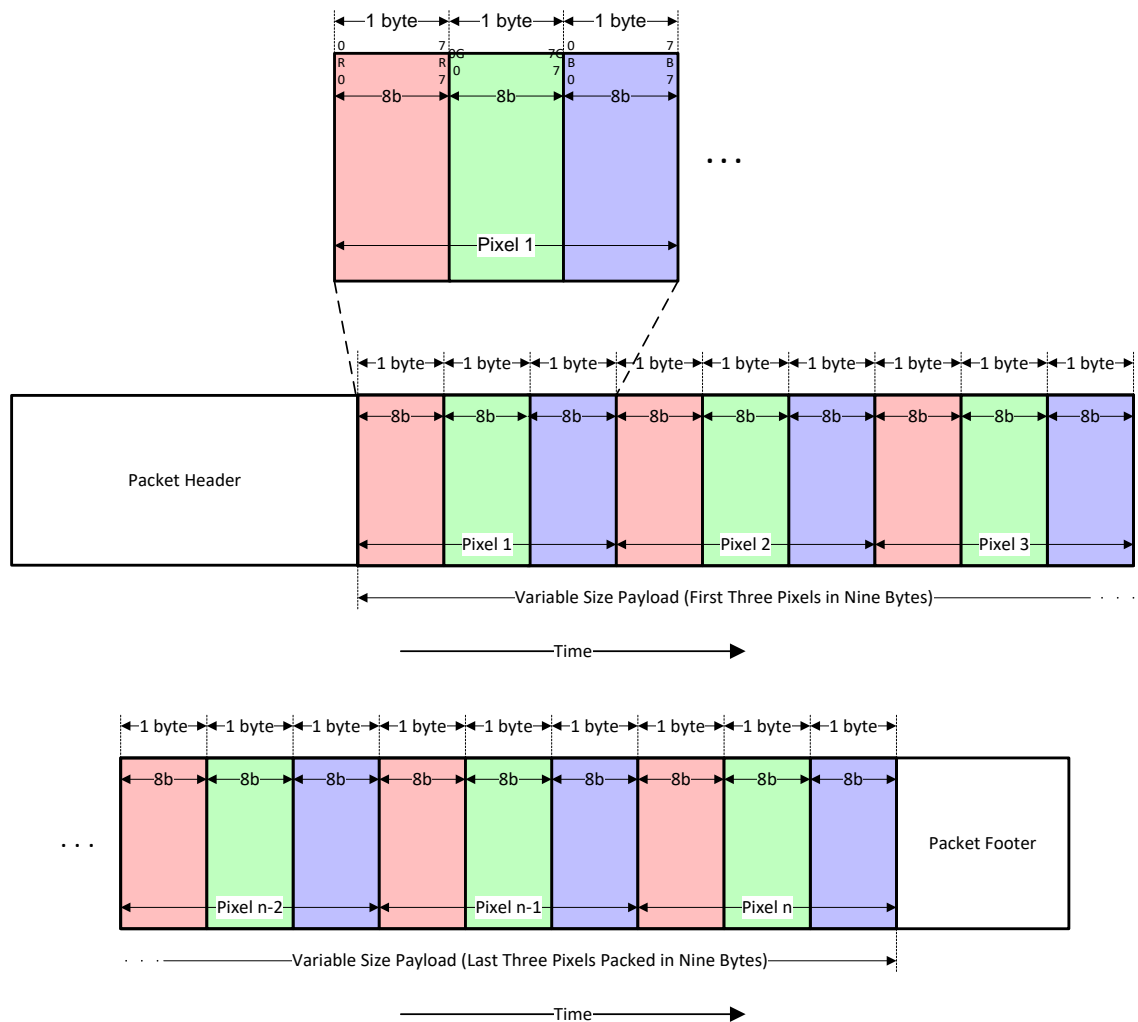 1 byte 1 byte 1 byte
0 7 0G 7G 0 7
R R B B
0 7 0 7 0 7
8b 8b 8b
. . .
Pixel 1
1 byte 1 byte 1 byte 1 byte 1 byte 1 byte 1 byte 1 byte 1 byte
8b 8b 8b 8b 8b 8b 8b 8b 8b
Packet Header
Pixel 1 Pixel 2 Pixel 3
Variable Size Payload (First Three Pixels in Nine Bytes) . . .
Time
1 byte 1 byte 1 byte 1 byte 1 byte 1 byte 1 byte 1 byte 1 byte
8b 8b 8b 8b 8b 8b 8b 8b 8b
. . .
Packet Footer
Pixel n-2 Pixel n-1 Pixel n
. . . Variable Size Payload (Last Three Pixels Packed in Nine Bytes)
Time